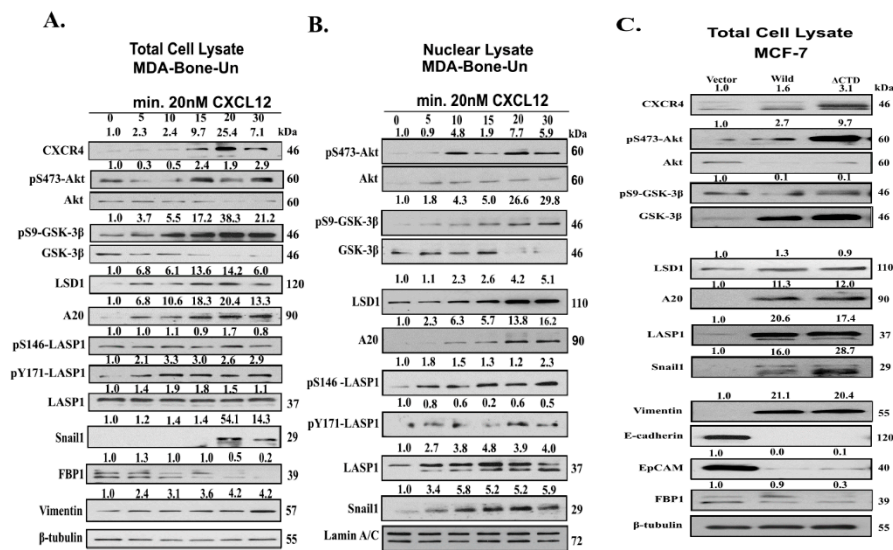 A.
Total Cell Lysate
MDA-Bone-Un
min. 20nM CXCL12
0 5 10 15 20 30
1.0 2.3 2.4 9.7 25.4 7.1 kDa
CXCR4 46
1.0 0.3 0.5 2.4 1.9 2.9
pS473-Akt 60
Akt 60
1.0 3.7 5.5 17.2 38.3 21.2
pS9-GSK-3β 46
GSK-3β 46
1.0 6.8 6.1 13.6 14.2 6.0
LSD1 120
1.0 6.8 10.6 18.3 20.4 13.3
A20 90
1.0 1.0 1.1 0.9 1.7 0.8
pS146-LASP1
1.0 2.1 3.3 3.0 2.6 2.9
pY171-LASP1
1.0 1.4 1.9 1.8 1.5 1.1
LASP1 37
1.0 1.2 1.4 1.4 54.1 14.3
Snail1 29
1.0 1.3 1.0 1.0 0.5 0.2
FBP1 39
1.0 2.4 3.1 3.6 4.2 4.2
Vimentin 57
β-tubulin 55
B.
Nuclear Lysate
MDA-Bone-Un
min. 20nM CXCL12
0 5 10 15 20 30
1.0 0.9 4.8 1.9 7.7 5.9 kDa
pS473-Akt 60
Akt 60
1.0 1.8 4.3 5.0 26.6 29.8
pS9-GSK-3β 46
GSK-3β 46
1.0 1.1 2.3 2.6 4.2 5.1
LSD1 110
1.0 2.3 6.3 5.7 13.8 16.2
A20 90
1.0 1.8 1.5 1.3 1.2 2.3
pS146 -LASP1
1.0 0.8 0.6 0.2 0.6 0.5
pY171-LASP1
1.0 2.7 3.8 4.8 3.9 4.0
LASP1 37
1.0 3.4 5.8 5.2 5.2 5.9
Snail1 29
Lamin A/C 72
C.
Total Cell Lysate
MCF-7
Vector Wild ΔCTD
1.0 1.6 3.1 kDa
CXCR4 46
1.0 2.7 9.7
pS473-Akt 60
Akt 60
1.0 0.1 0.1
pS9-GSK-3β 46
GSK-3β 46
1.0 1.3 0.9
LSD1 110
1.0 11.3 12.0
A20 90
1.0 20.6 17.4
LASP1 37
1.0 16.0 28.7
Snail1 29
1.0 21.1 20.4
Vimentin 55
E-cadherin 120
1.0 0.0 0.1
EpCAM 40
1.0 0.9 0.3
FBP1 39
β-tubulin 55